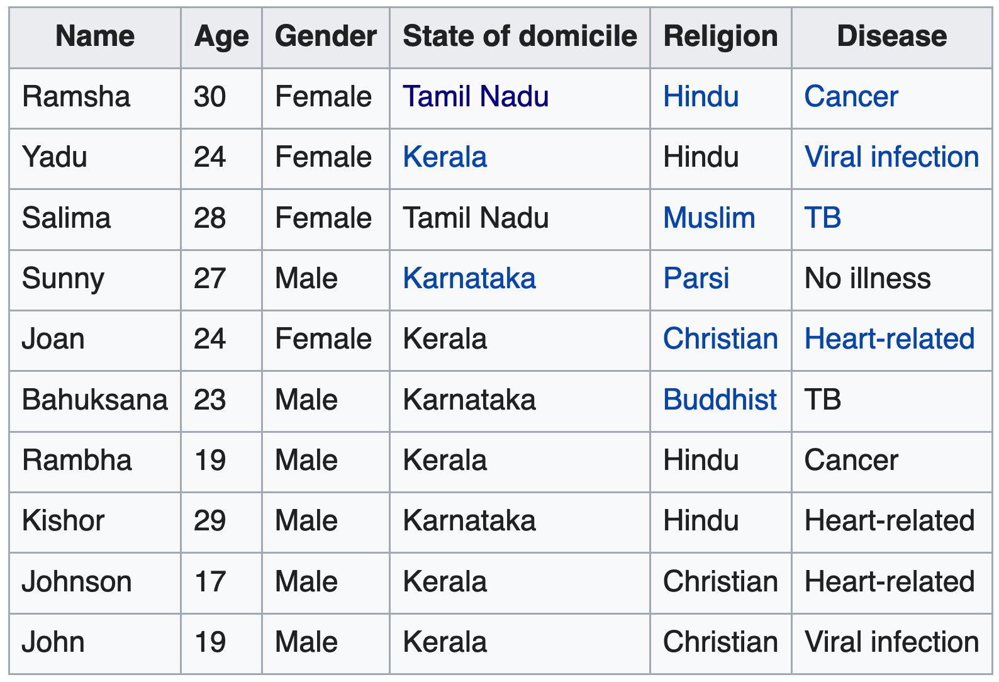 Name Age Gender State of domicile Religion Disease
Ramsha 30 Female Tamil Nadu Hindu Cancer
Yadu 24 Female Kerala Hindu Viral infection
Salima 28 Female Tamil Nadu Muslim TB
Sunny 27 Male Karnataka Parsi No illness
Joan 24 Female Kerala Christian Heart-related
Bahuksana 23 Male Karnataka Buddhist TB
Rambha 19 Male Kerala Hindu Cancer
Kishor 29 Male Karnataka Hindu Heart-related
Johnson 17 Male Kerala Christian Heart-related
John 19 Male Kerala Christian Viral infection